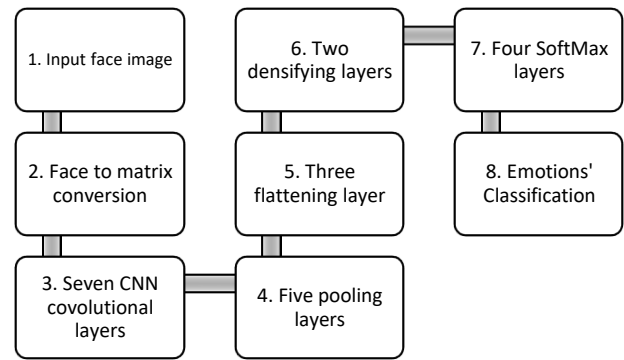 1. Input face image
2. Face to matrix
conversion
3. Seven CNN
covolutional
layers
4. Five pooling
layers
5. Three
flattening layer
6. Two
densifying layers
7. Four SoftMax
layers
8. Emotions'
Classification